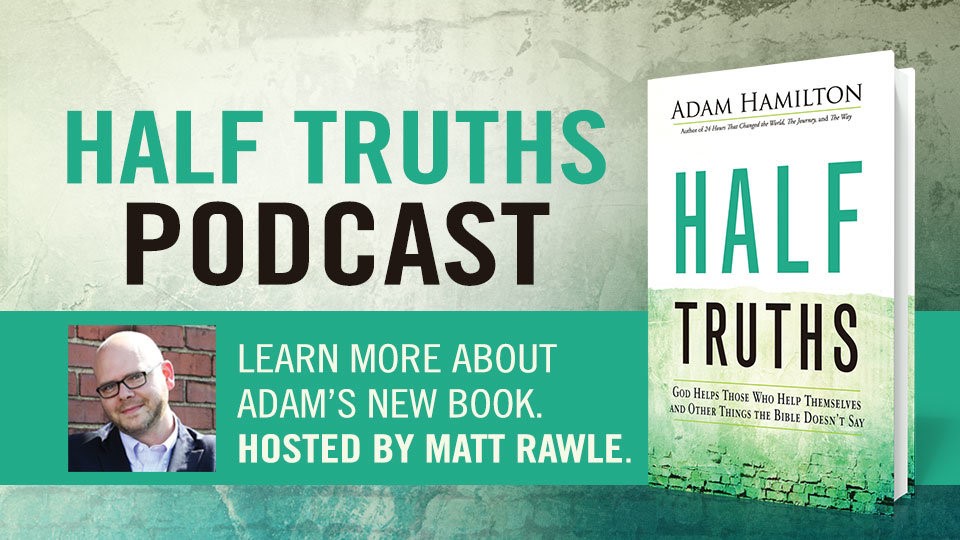 HALF TRUTHS
PODCAST
LEARN MORE ABOUT
ADAM'S NEW BOOK.
HOSTED BY MATT RAWLE.
ADAM HAMILTON
Author of 24 Hours That Changed the World, The Journey, and The Way
HALF
TRUTHS
GOD HELPS THOSE WHO HELP THEMSELVES
AND OTHER THINGS THE BIBLE DOESN'T SAY